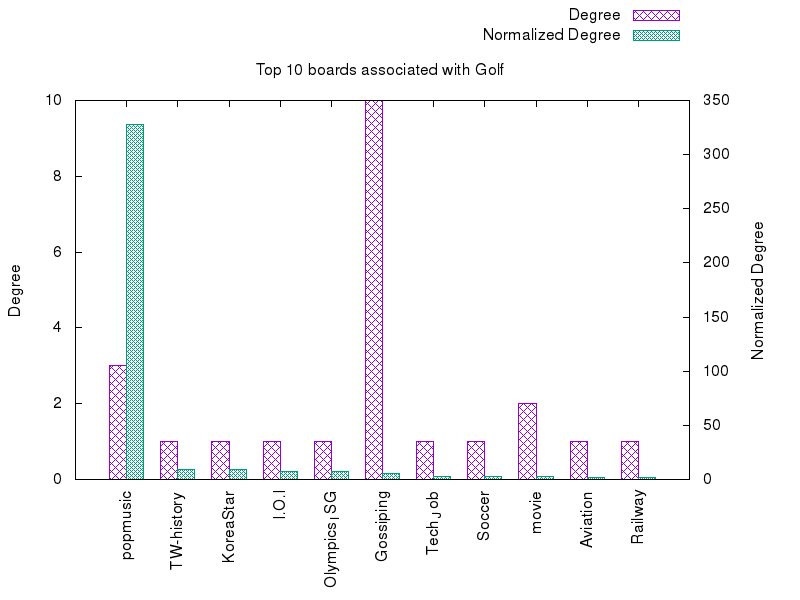 Degree
Normalized Degree
Top 10 boards associated with Golf
10
8
6
4
2
0
350
300
250
200
150
100
50
0
Degree
Normalized Degree
popmusic
TW-history
KoreaStar
I.O.I
Olympics_ISG
Gossiping
Tech_Job
Soccer
movie
Aviation
Railway